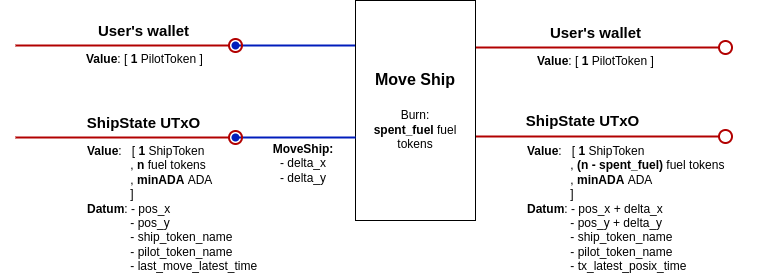 User's wallet
Value: [ 1 PilotToken ]
ShipState UTxO
Value: [ 1 ShipToken
, n fuel tokens
, minADA ADA
]
Datum: - pos_x
- pos_y
- ship_token_name
- pilot_token_name
- last_move_latest_time
MoveShip:
- delta_x
- delta_y
Move Ship
Burn:
spent_fuel fuel
tokens
User's wallet
Value: [ 1 PilotToken ]
ShipState UTxO
Value: [ 1 ShipToken
, (n - spent_fuel) fuel tokens
, minADA ADA
]
Datum: - pos_x + delta_x
- pos_y + delta_y
- ship_token_name
- pilot_token_name
- tx_latest_posix_time